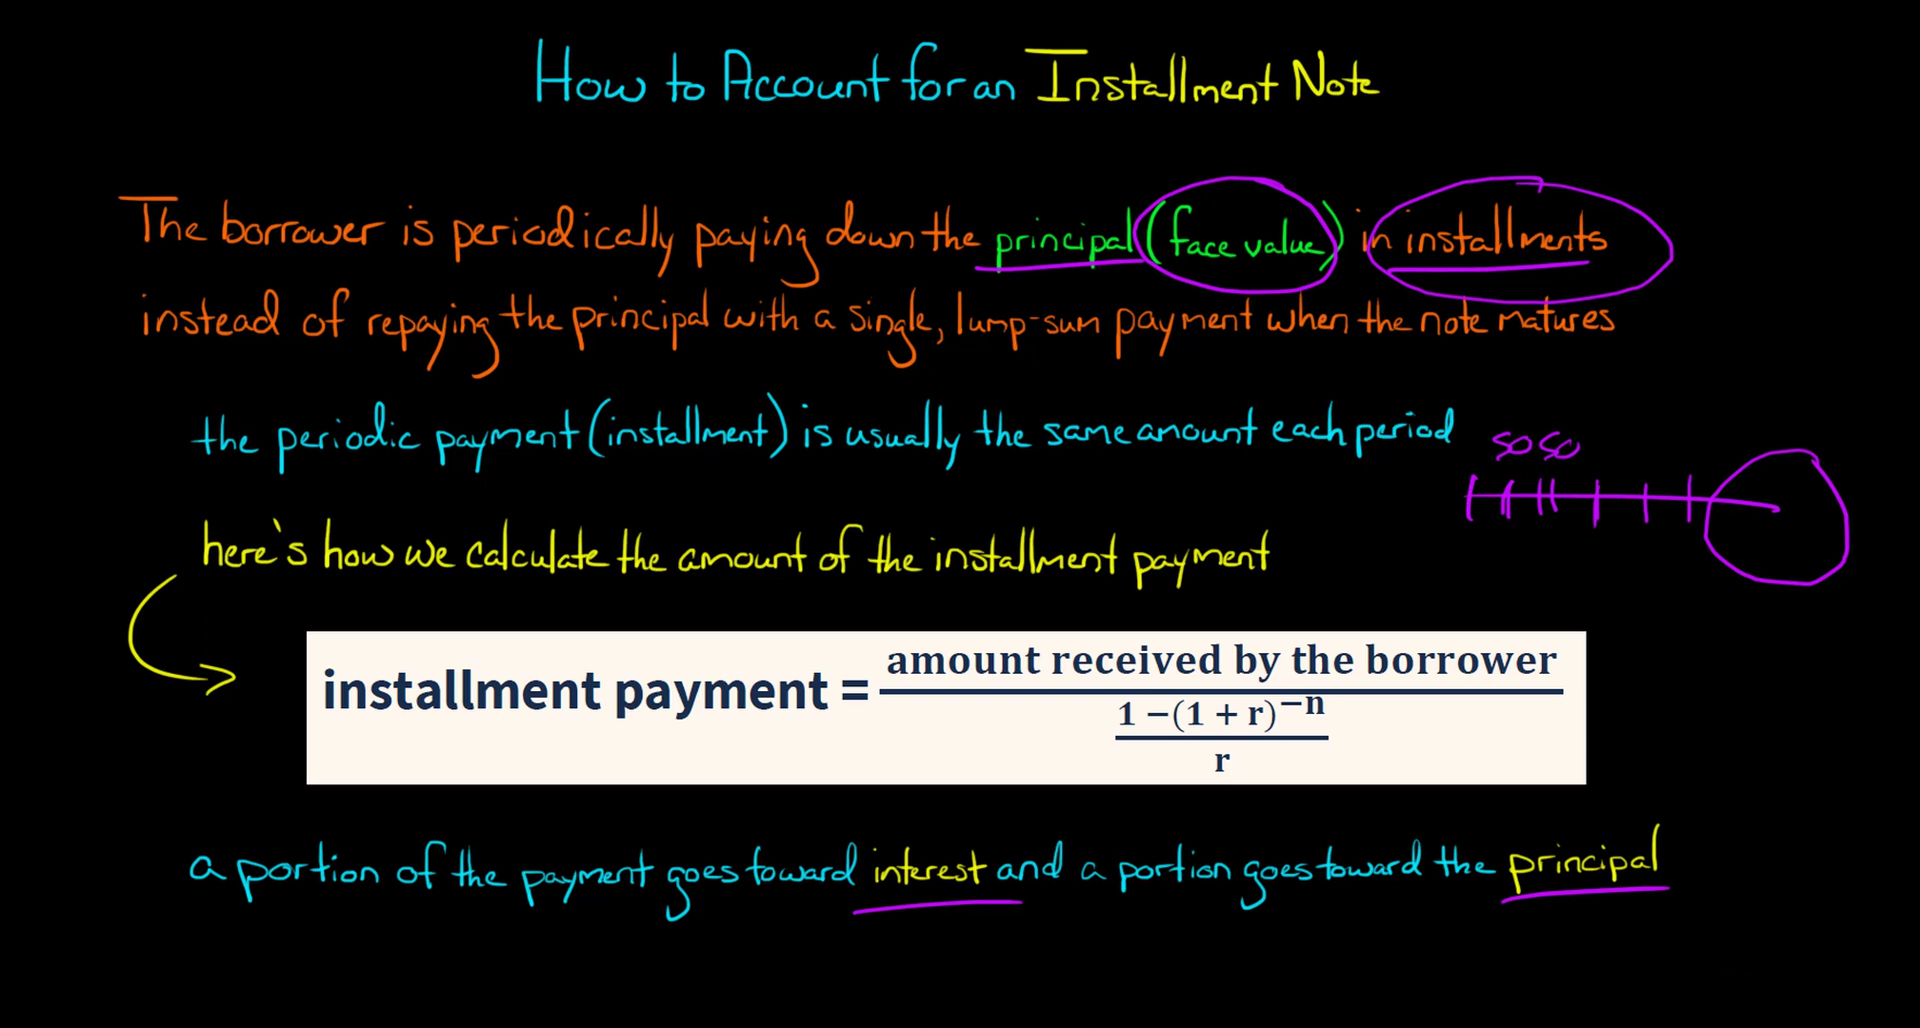 How to Account for an Installment Note
The borrower is periodically paying down the principal (face value) in installments
instead of repaying the principal with a single, lump-sum payment when the note matures
the periodic payment (installment) is usually the same amount each period
50 50
here's how we calculate the amount of the installment payment
installment payment = amount received by the borrower
1 −(1 + r)⁻ⁿ
r
a portion of the payment goes toward interest and a portion goes toward the principal